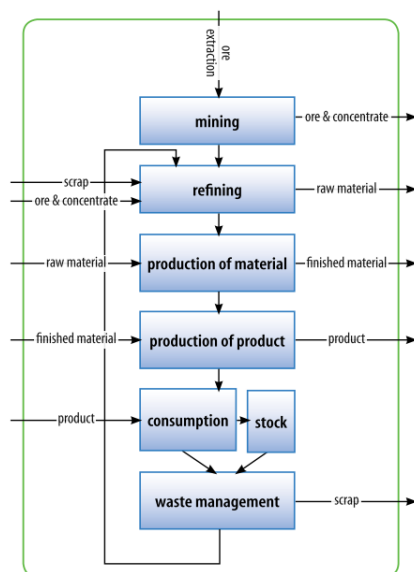 ore
extraction
mining
ore & concentrate
scrap
refining
raw material
ore & concentrate
raw material
production of material
finished material
finished material
production of product
product
product
consumption
stock
waste management
scrap